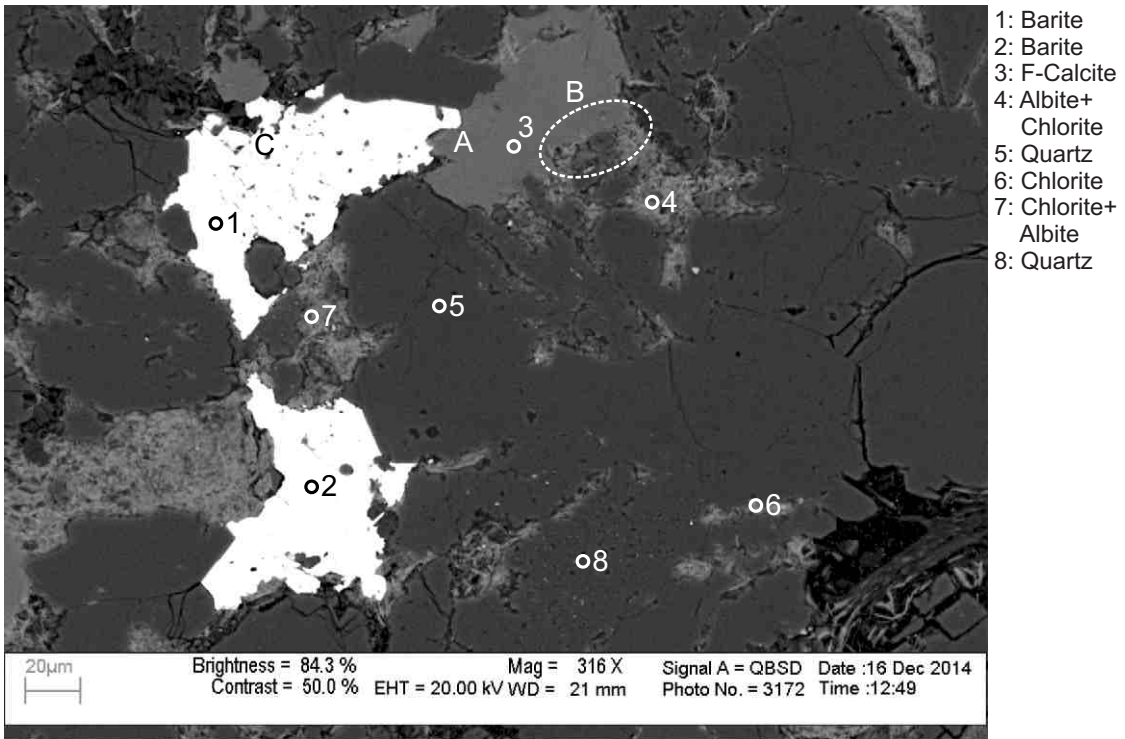 1: Barite
2: Barite
3: F-Calcite
4: Albite+
Chlorite
5: Quartz
6: Chlorite
7: Chlorite+
Albite
8: Quartz
B
3
A
C
4
1
5
7
2
6
8
20µm
Brightness = 84.3 % Mag = 316 X Signal A = QBSD Date :16 Dec 2014
Contrast = 50.0 % EHT = 20.00 kV WD = 21 mm Photo No. = 3172 Time :12:49